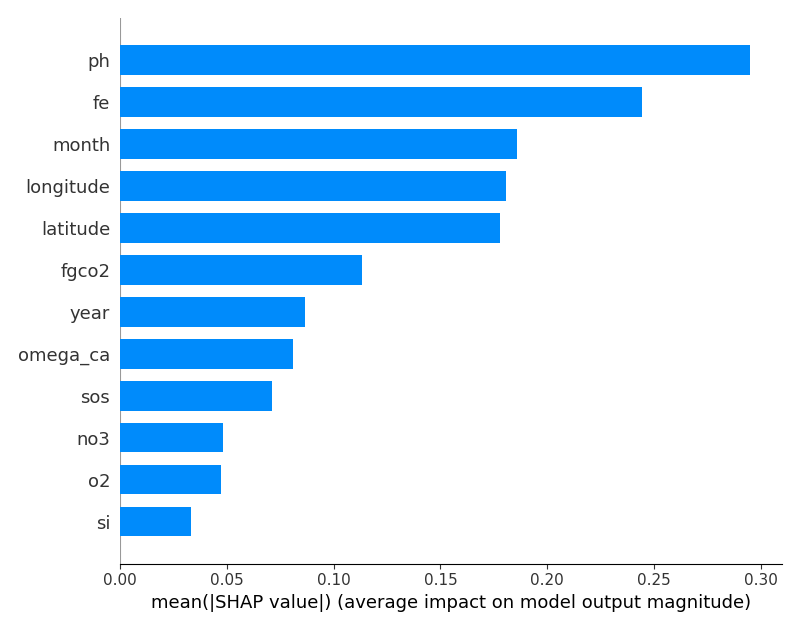 ph
fe
month
longitude
latitude
fgco2
year
omega_ca
sos
no3
o2
si
0.00 0.05 0.10 0.15 0.20 0.25 0.30
mean(|SHAP value|) (average impact on model output magnitude)